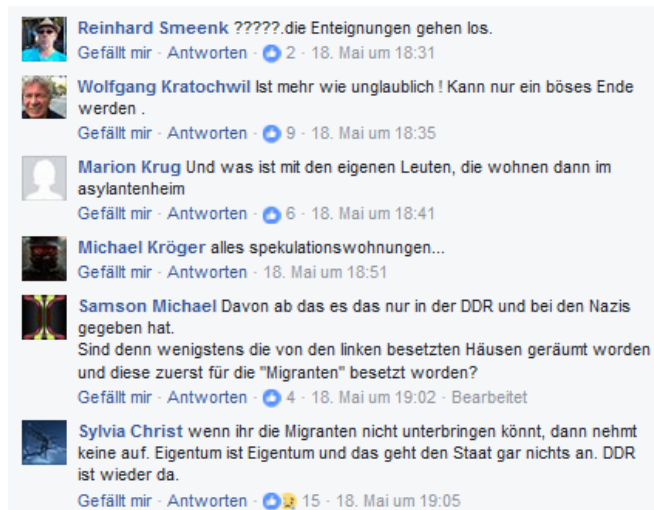 Reinhard Smeenk ?????.die Enteignungen gehen los.
Gefällt mir · Antworten · 2 · 18. Mai um 18:31
Wolfgang Kratochwil Ist mehr wie unglaublich ! Kann nur ein böses Ende
werden .
Gefällt mir · Antworten · 9 · 18. Mai um 18:35
Marion Krug Und was ist mit den eigenen Leuten, die wohnen dann im
asylantenheim
Gefällt mir · Antworten · 6 · 18. Mai um 18:41
Michael Kröger alles spekulationswohnungen...
Gefällt mir · Antworten · 18. Mai um 18:51
Samson Michael Davon ab das es das nur in der DDR und bei den Nazis
gegeben hat.
Sind denn wenigstens die von den linken besetzten Häusen geräumt worden
und diese zuerst für die "Migranten" besetzt worden?
Gefällt mir · Antworten · 4 · 18. Mai um 19:02 · Bearbeitet
Sylvia Christ wenn ihr die Migranten nicht unterbringen könnt, dann nehmt
keine auf. Eigentum ist Eigentum und das geht den Staat gar nichts an. DDR
ist wieder da.
Gefällt mir · Antworten · 15 · 18. Mai um 19:05